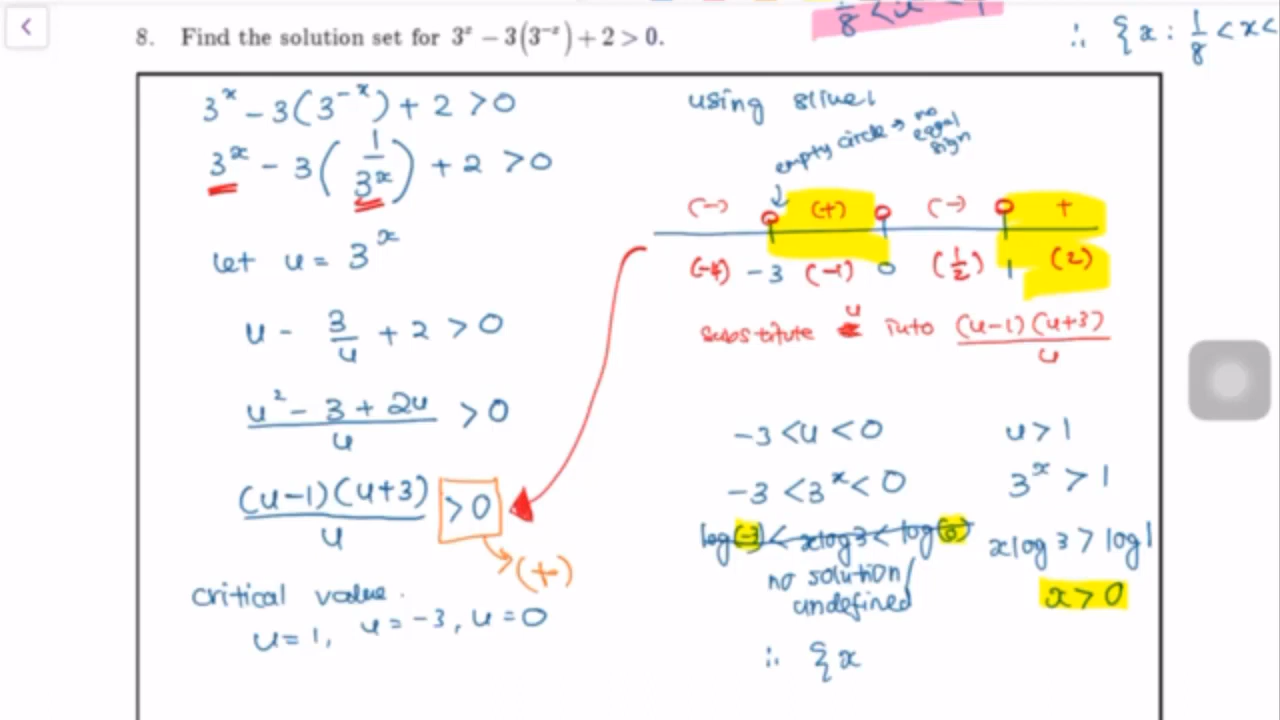 1/8 < u < 1
∴ {x : 1/8 < x <
8. Find the solution set for 3^x − 3(3^−x) + 2 > 0.
3^x − 3(3^−x) + 2 > 0
3^x − 3(1/3^x) + 2 > 0
let u = 3^x
u − 3/u + 2 > 0
(u² − 3 + 2u)/u > 0
(u−1)(u+3)/u > 0
→ (+)
critical value.
u = 1, u = −3, u = 0
using
empty circle → no equal sign
(−) (+) (−) +
(−4) −3 (−1) 0 (1/2) 1 (2)
substitute u into (u−1)(u+3)/u
−3 < u < 0 u > 1
−3 < 3^x < 0 3^x > 1
log(−3) < xlog3 < log(0) xlog3 > log1
no solution/ x > 0
undefined
∴ {x